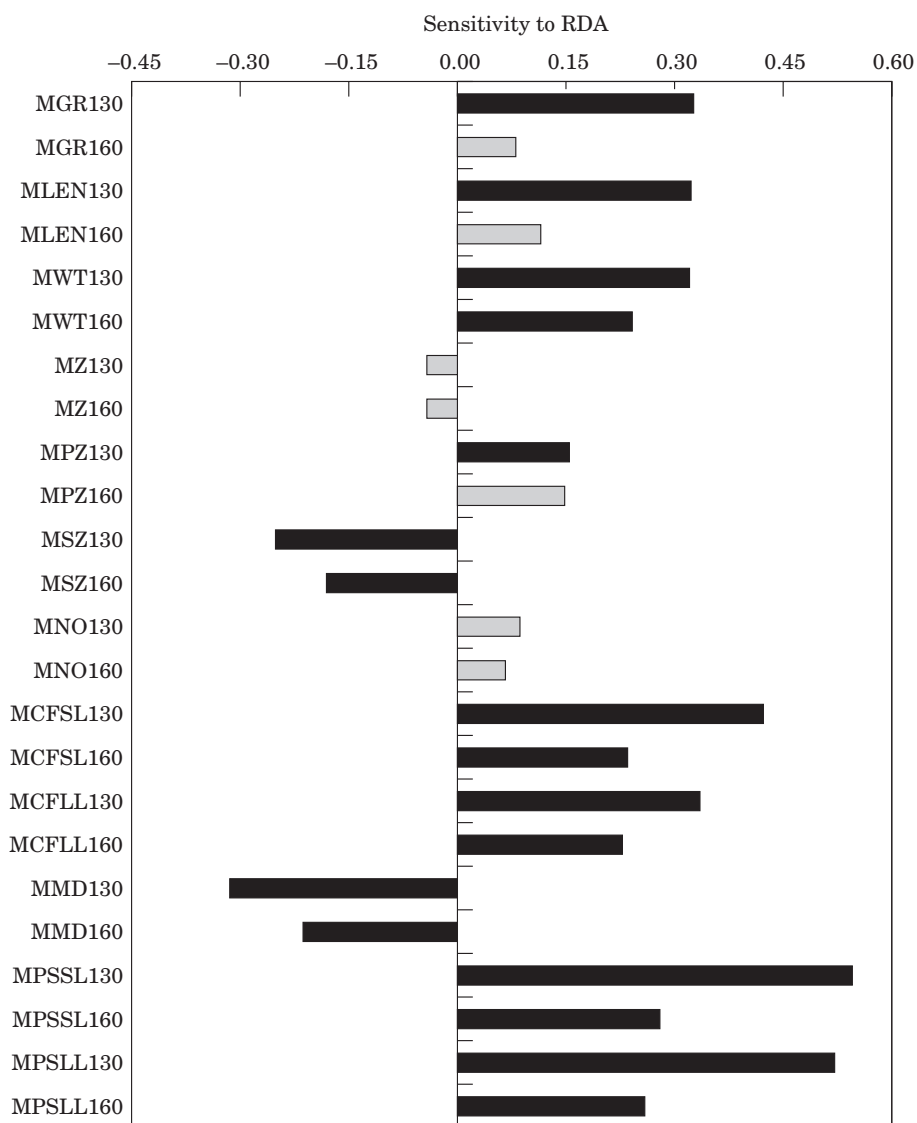 Sensitivity to RDA
−0.45 −0.30 −0.15 0.00 0.15 0.30 0.45 0.60
MGR130
MGR160
MLEN130
MLEN160
MWT130
MWT160
MZ130
MZ160
MPZ130
MPZ160
MSZ130
MSZ160
MNO130
MNO160
MCFSL130
MCFSL160
MCFLL130
MCFLL160
MMD130
MMD160
MPSSL130
MPSSL160
MPSLL130
MPSLL160